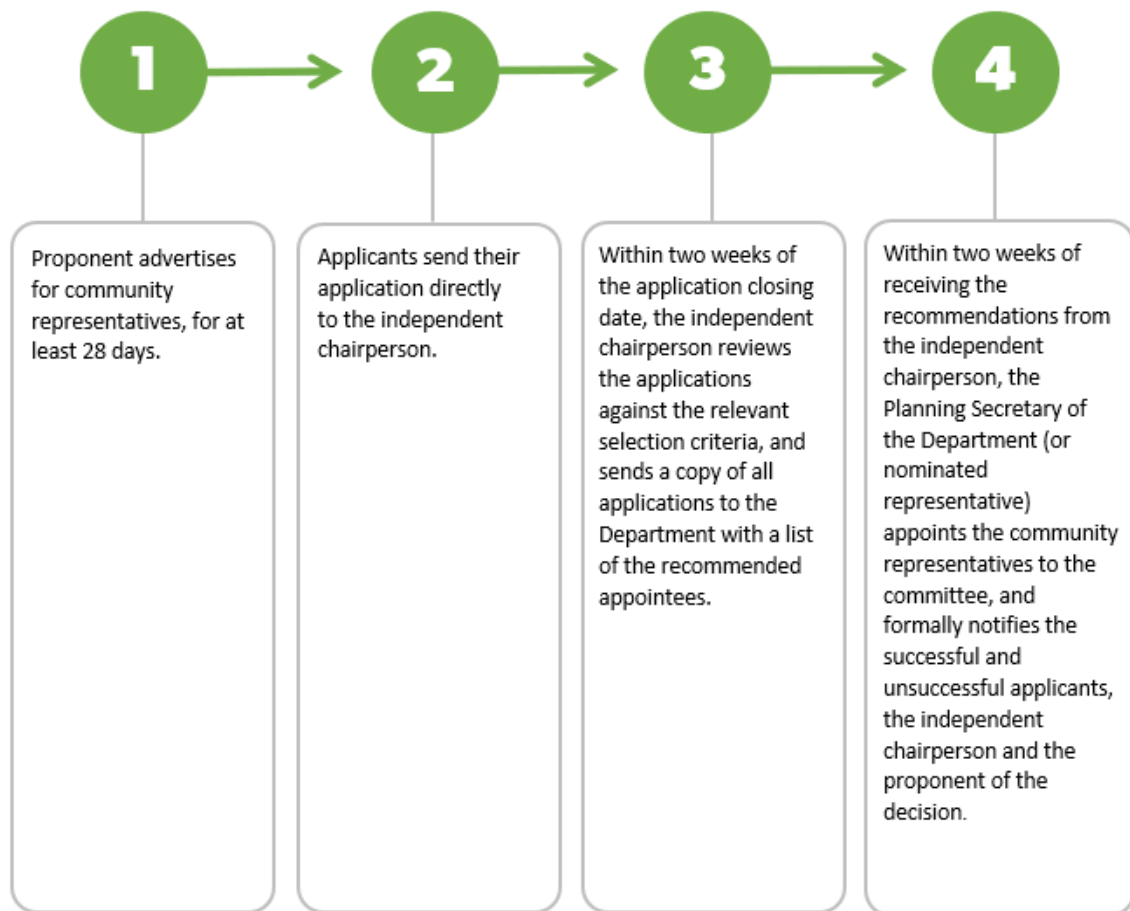 1
2
3
4
Proponent advertises
for community
representatives, for at
least 28 days.
Applicants send their
application directly
to the independent
chairperson.
Within two weeks of
the application closing
date, the independent
chairperson reviews
the applications
against the relevant
selection criteria, and
sends a copy of all
applications to the
Department with a list
of the recommended
appointees.
Within two weeks of
receiving the
recommendations from
the independent
chairperson, the
Planning Secretary of
the Department (or
nominated
representative)
appoints the community
representatives to the
committee, and
formally notifies the
successful and
unsuccessful applicants,
the independent
chairperson and the
proponent of the
decision.